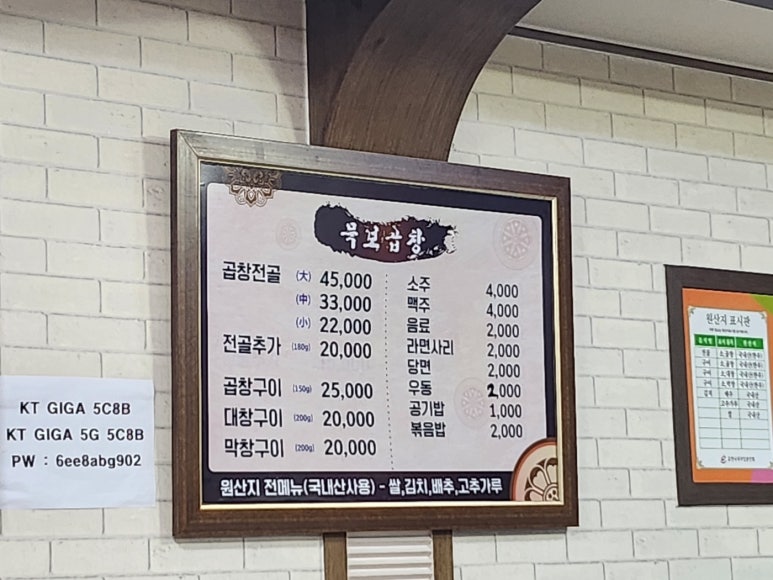 묵보곱창
곱창전골 (大) 45,000
(中) 33,000
(小) 22,000
전골추가 (180g) 20,000
곱창구이 (150g) 25,000
대창구이 (200g) 20,000
막창구이 (200g) 20,000
소주 4,000
맥주 4,000
음료 2,000
라면사리 2,000
당면 2,000
우동 2,000
공기밥 1,000
볶음밥 2,000
원산지 전메뉴(국내산사용) - 쌀,김치,배추,고추가루
KT GIGA 5C8B
KT GIGA 5G 5C8B
PW : 6ee8abg902
원산지 표시판